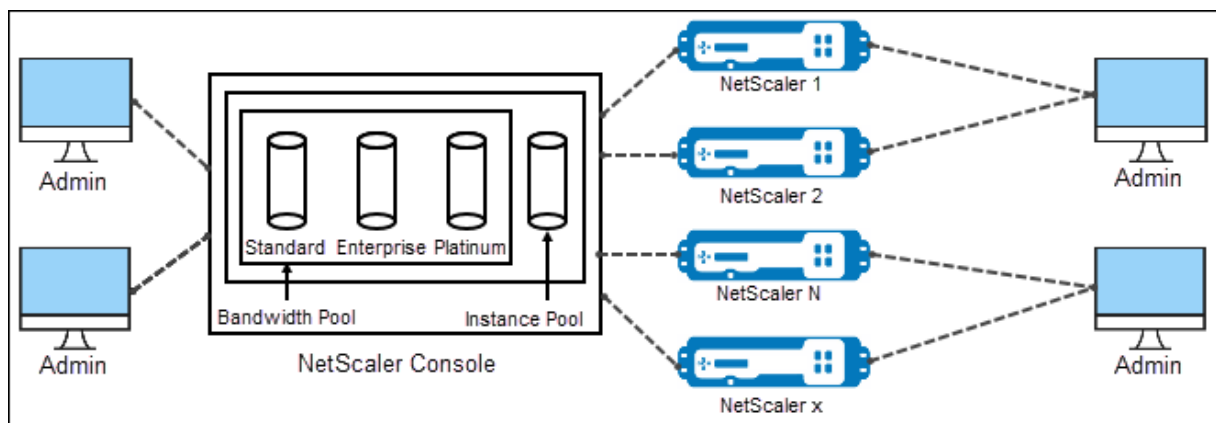 Admin
Admin
Standard Enterprise Platinum
Bandwidth Pool
Instance Pool
NetScaler Console
NetScaler 1
NetScaler 2
NetScaler N
NetScaler x
Admin
Admin